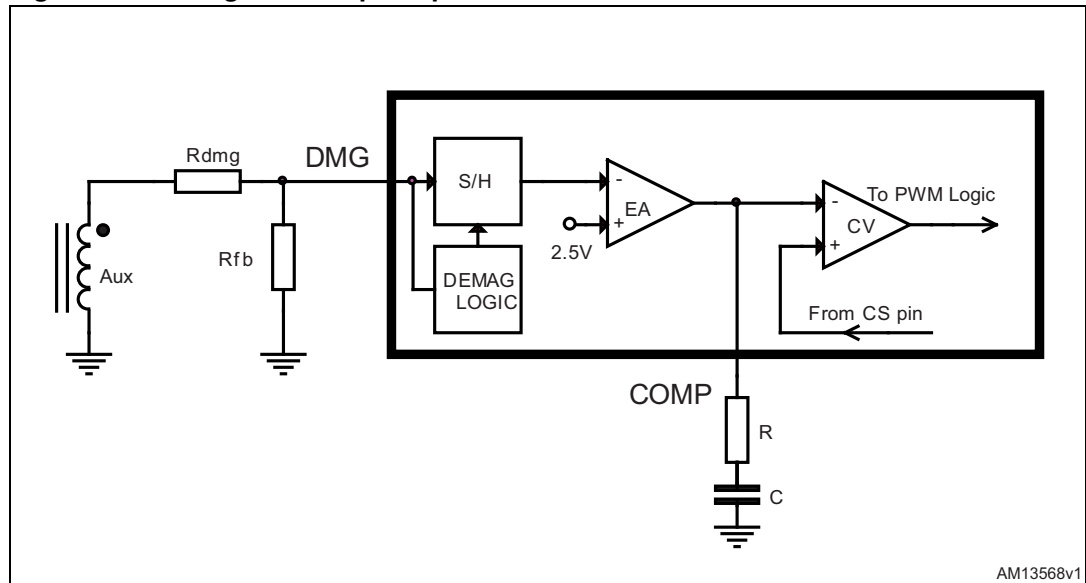 Rdmg
DMG
S/H
-
EA
+
2.5V
To PWM Logic
-
CV
+
Aux
Rfb
DEMAG
LOGIC
From CS pin
COMP
R
C
AM13568v1